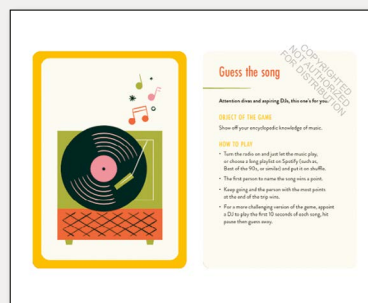 COPYRIGHTED
NOT AUTHORIZED
FOR DISTRIBUTION
Guess the song
Attention divas and aspiring DJs, this one's for you.
OBJECT OF THE GAME
Show off your encyclopedic knowledge of music.
HOW TO PLAY
• Turn the radio on and just let the music play,
or choose a long playlist on Spotify (such as,
Best of the 90s, or similar) and put it on shuffle.
• The first person to name the song wins a point.
• Keep going and the person with the most points
at the end of the trip wins.
• For a more challenging version of the game, appoint
a DJ to play the first 10 seconds of each song, hit
pause then guess away.